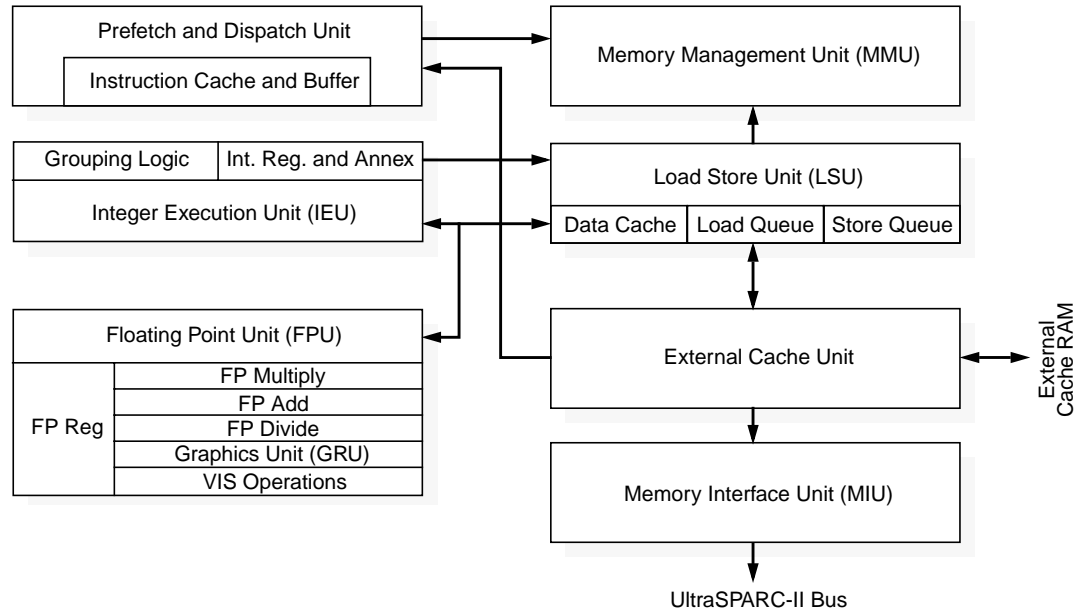 Prefetch and Dispatch Unit
Instruction Cache and Buffer
Memory Management Unit (MMU)
Grouping Logic
Int. Reg. and Annex
Integer Execution Unit (IEU)
Load Store Unit (LSU)
Data Cache
Load Queue
Store Queue
Floating Point Unit (FPU)
FP Reg
FP Multiply
FP Add
FP Divide
Graphics Unit (GRU)
VIS Operations
External Cache Unit
External
Cache RAM
Memory Interface Unit (MIU)
UltraSPARC-II Bus